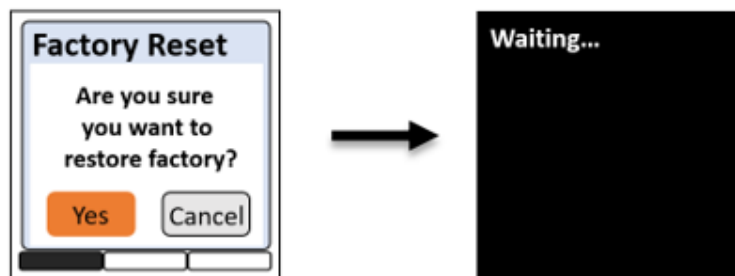 Factory Reset
Are you sure
you want to
restore factory?
Yes
Cancel
Waiting...